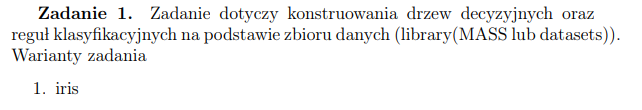 Zadanie 1. Zadanie dotyczy konstruowania drzew decyzyjnych oraz
reguł klasyfikacyjnych na podstawie zbioru danych (library(MASS lub datasets)).
Warianty zadania
1. iris